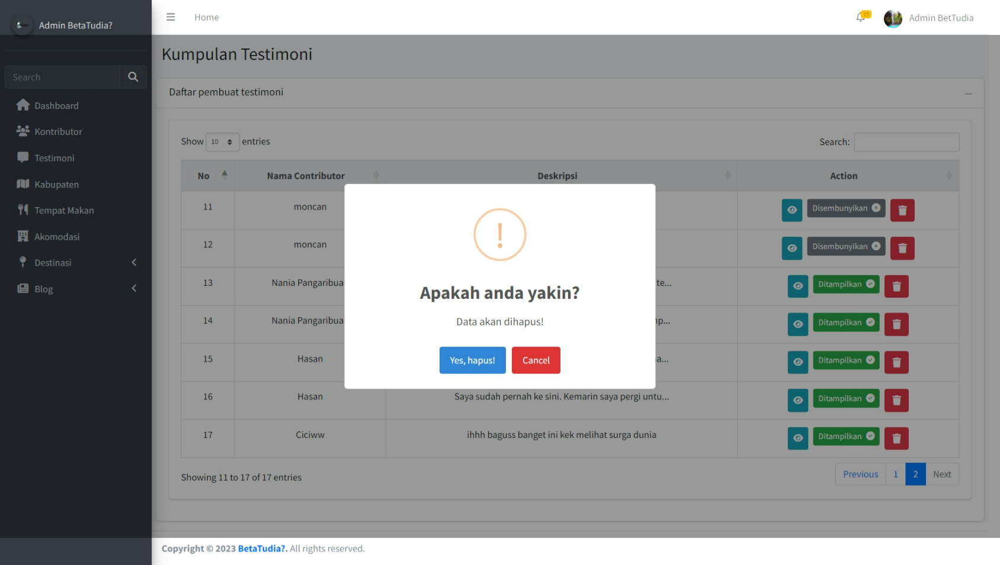 Admin BetaTudia?
Home
15
Admin BetTudia
Search
Dashboard
Kontributor
Testimoni
Kabupaten
Tempat Makan
Akomodasi
Destinasi
Blog
Kumpulan Testimoni
Daftar pembuat testimoni
Show 10 entries
Search:
No Nama Contributor Deskripsi Action
11 moncan Disembunyikan
12 moncan Disembunyikan
13 Nania Pangaribua te... Ditampilkan
14 Nania Pangaribua Ditampilkan
15 Hasan Ditampilkan
16 Hasan Saya sudah pernah ke sini. Kemarin saya pergi untu... Ditampilkan
17 Ciciww ihhh baguss banget ini kek melihat surga dunia Ditampilkan
Showing 11 to 17 of 17 entries
Previous 1 2 Next
!
Apakah anda yakin?
Data akan dihapus!
Yes, hapus! Cancel
Copyright © 2023 BetaTudia?. All rights reserved.